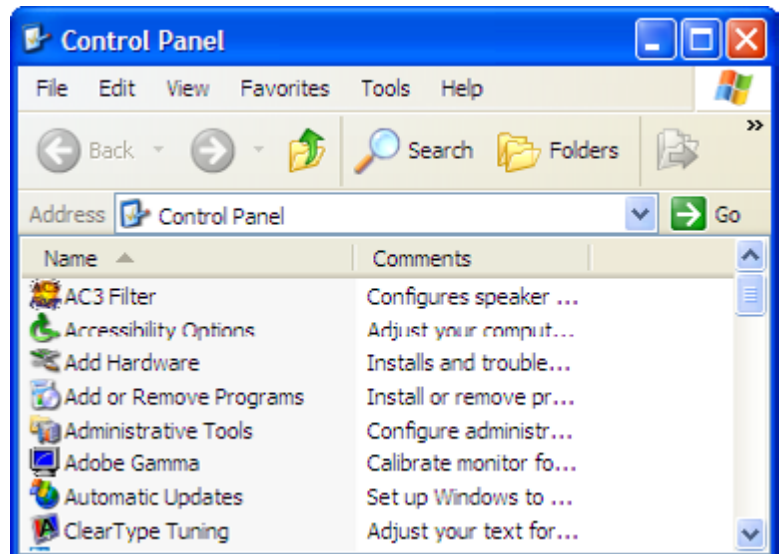 Control Panel
File Edit View Favorites Tools Help
Back Search Folders »
Address Control Panel Go
Name Comments
AC3 Filter Configures speaker ...
Accessibility Options Adjust your comput...
Add Hardware Installs and trouble...
Add or Remove Programs Install or remove pr...
Administrative Tools Configure administr...
Adobe Gamma Calibrate monitor fo...
Automatic Updates Set up Windows to ...
ClearType Tuning Adjust your text for...